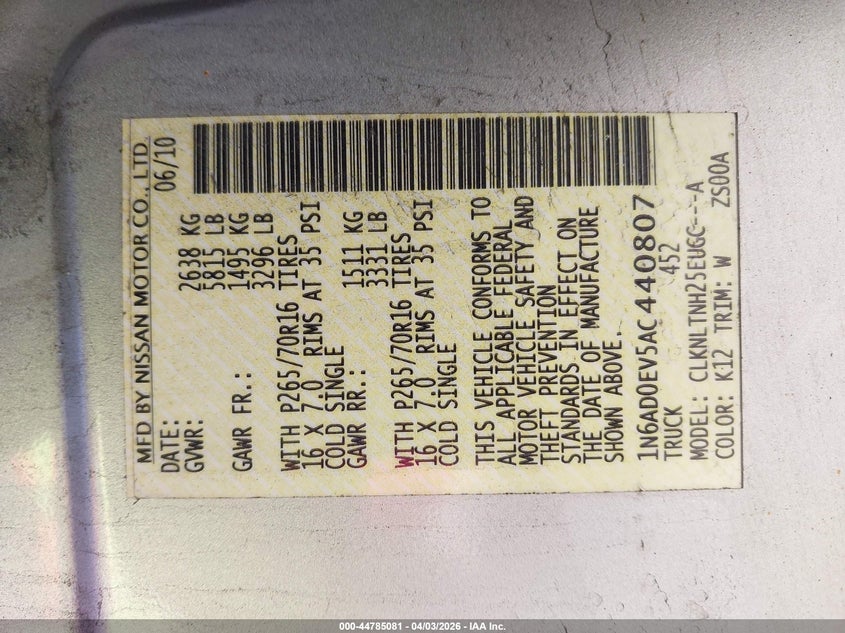 MFD BY NISSAN MOTOR CO., LTD.
DATE: 06/10
GVWR: 2638 KG
5815 LB
GAWR FR.: 1495 KG
3296 LB
WITH P265/70R16 TIRES
16 X 7.0 RIMS AT 35 PSI
COLD SINGLE
GAWR RR.: 1511 KG
3331 LB
WITH P265/70R16 TIRES
16 X 7.0 RIMS AT 35 PSI
COLD SINGLE
THIS VEHICLE CONFORMS TO
ALL APPLICABLE FEDERAL
MOTOR VEHICLE SAFETY AND
THEFT PREVENTION
STANDARDS IN EFFECT ON
THE DATE OF MANUFACTURE
SHOWN ABOVE.
1N6AD0EV5AC440807
TRUCK 452
MODEL: CLKNLTNH25EUGC---A
COLOR: K12 TRIM: W ZS00A
000-44785081 - 04/03/2026 - IAA Inc.